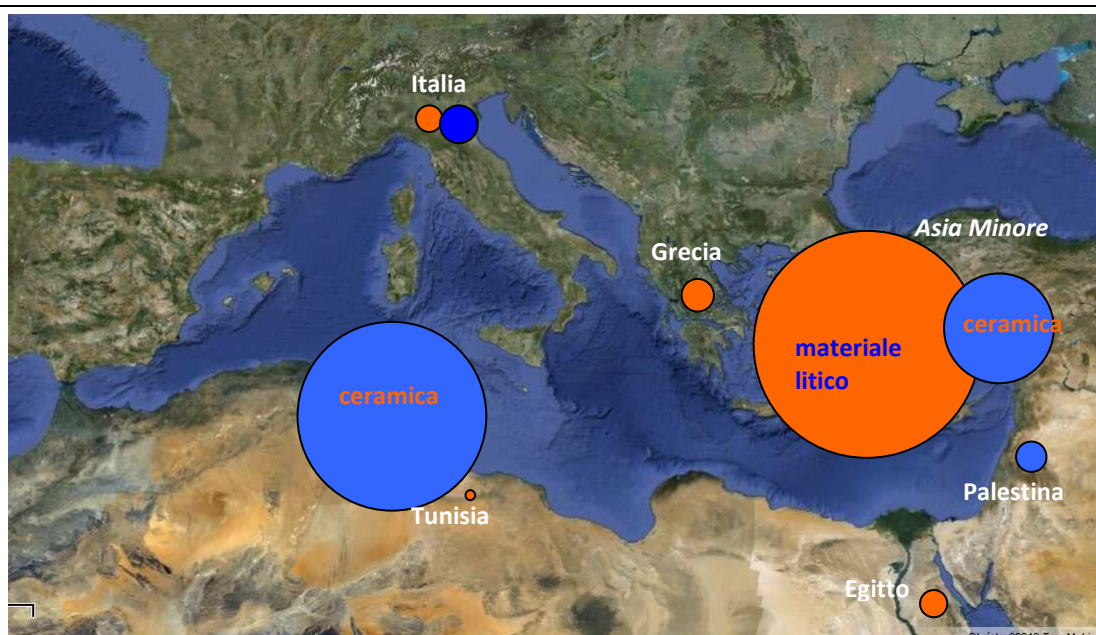 Italia
Asia Minore
Grecia
ceramica
materiale
litico
ceramica
Palestina
Tunisia
Egitto